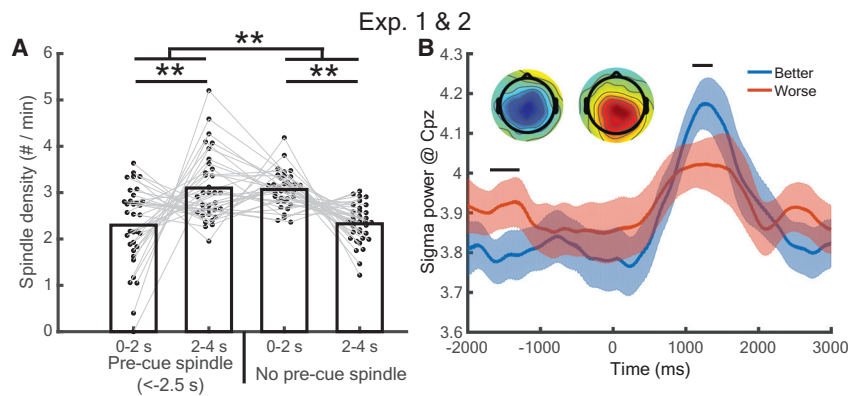 Exp. 1 & 2
A
**
**
**
Spindle density (# / min)
6
5
4
3
2
1
0
0-2 s
2-4 s
0-2 s
2-4 s
Pre-cue spindle
(<-2.5 s)
No pre-cue spindle
B
Sigma power @ Cpz
4.3
4.2
4.1
4
3.9
3.8
3.7
3.6
Better
Worse
-2000
-1000
0
1000
2000
3000
Time (ms)